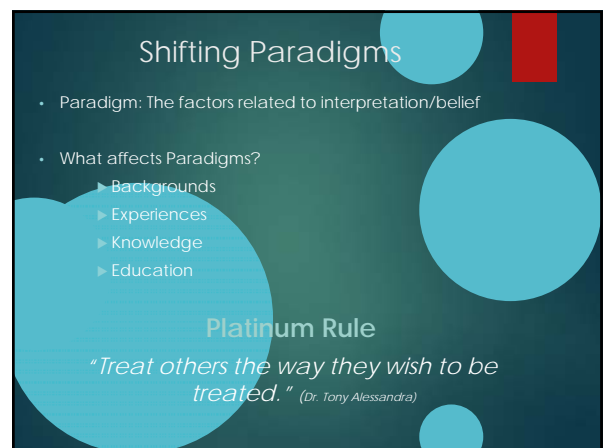 Shifting Paradigms
• Paradigm: The factors related to interpretation/belief
• What affects Paradigms?
▶ Backgrounds
▶ Experiences
▶ Knowledge
▶ Education
Platinum Rule
"Treat others the way they wish to be
treated." (Dr. Tony Alessandra)